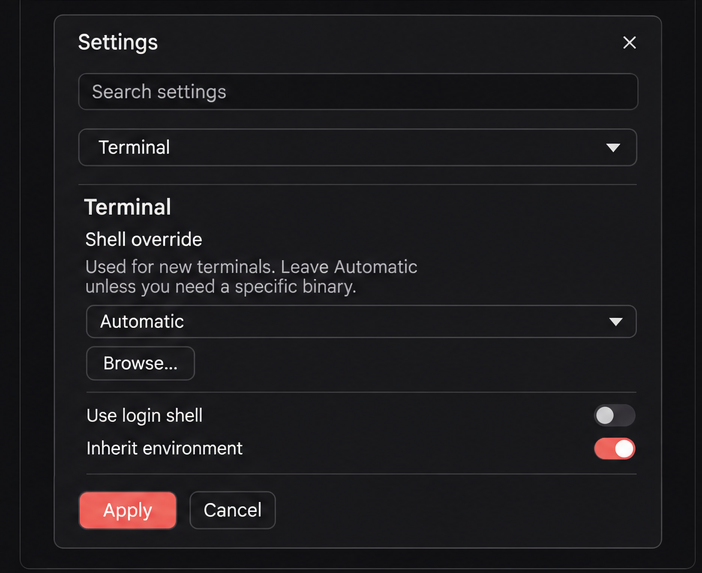 Settings
Search settings
Terminal
Terminal
Shell override
Used for new terminals. Leave Automatic
unless you need a specific binary.
Automatic
Browse...
Use login shell
Inherit environment
Apply
Cancel